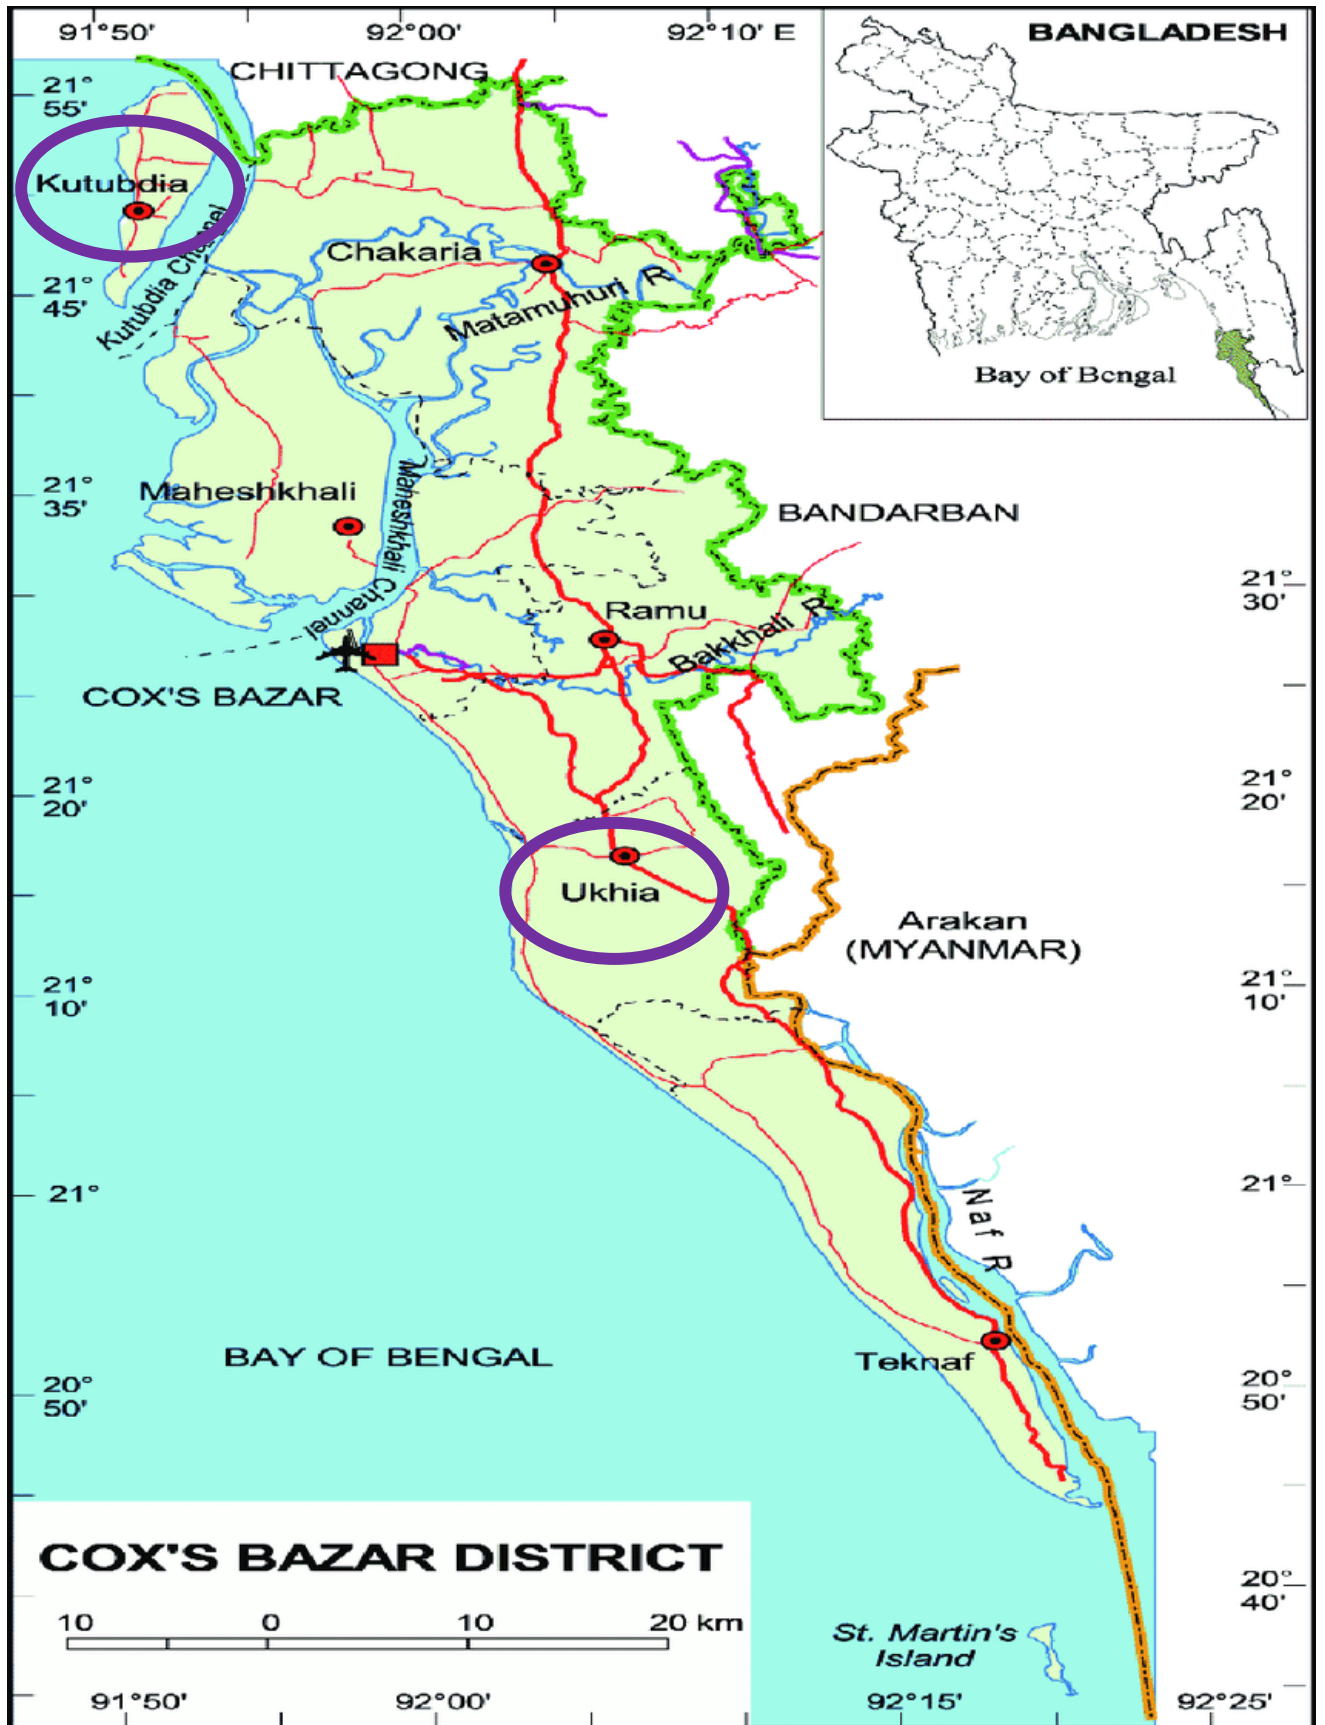 91°50'
92°00'
92°10' E
BANGLADESH
Bay of Bengal
CHITTAGONG
21°
55'
Kutubdia
Kutubdia Channel
Chakaria
Matamuhuri R
21°
45'
Maheshkhali
Maheshkhali Channel
Channel
21°
35'
BANDARBAN
21°
30'
Ramu
Bakkhali R
COX'S BAZAR
21°
20'
21°
20'
Ukhia
Arakan
(MYANMAR)
21°
10'
21°
10'
21°
21°
Naf R
BAY OF BENGAL
Teknaf
20°
50'
20°
50'
COX'S BAZAR DISTRICT
10 0 10 20 km
20°
40'
St. Martin's
Island
91°50'
92°00'
92°15'
92°25'